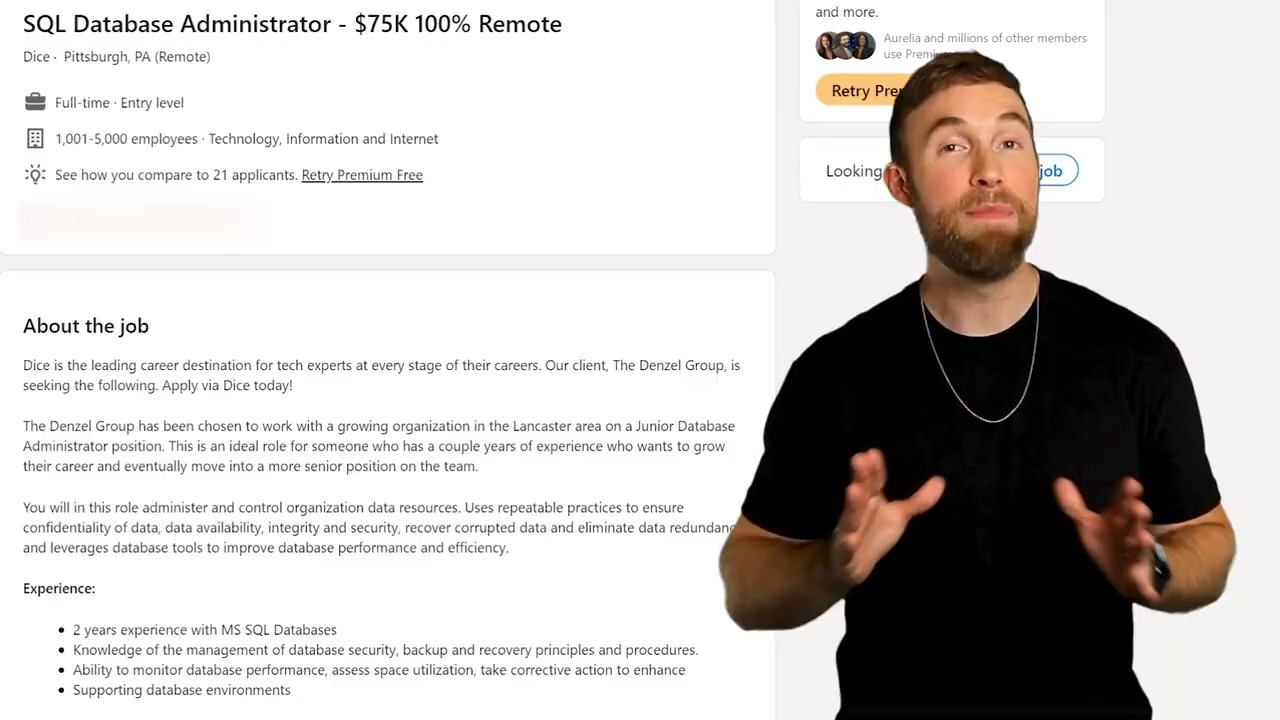 SQL Database Administrator - $75K 100% Remote
Dice · Pittsburgh, PA (Remote)
Full-time · Entry level
1,001-5,000 employees · Technology, Information and Internet
See how you compare to 21 applicants. Retry Premium Free
About the job
Dice is the leading career destination for tech experts at every stage of their careers. Our client, The Denzel Group, is
seeking the following. Apply via Dice today!
The Denzel Group has been chosen to work with a growing organization in the Lancaster area on a Junior Database
Administrator position. This is an ideal role for someone who has a couple years of experience who wants to grow
their career and eventually move into a more senior position on the team.
You will in this role administer and control organization data resources. Uses repeatable practices to ensure
confidentiality of data, data availability, integrity and security, recover corrupted data and eliminate data
and leverages database tools to improve database performance and efficiency.
Experience:
• 2 years experience with MS SQL Databases
• Knowledge of the management of database security, backup and recovery principles and procedures.
• Ability to monitor database performance, assess space utilization, take corrective action to enhance
• Supporting database environments
and more.
Aurelia and millions of other members
use
Retry
Looking job